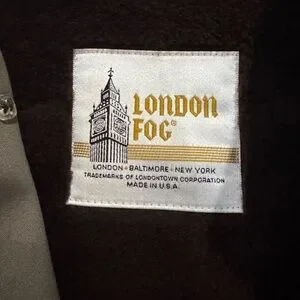 LONDON
FOG®
LONDON • BALTIMORE • NEW YORK
TRADEMARKS OF LONDONTOWN CORPORATION
MADE IN U.S.A.